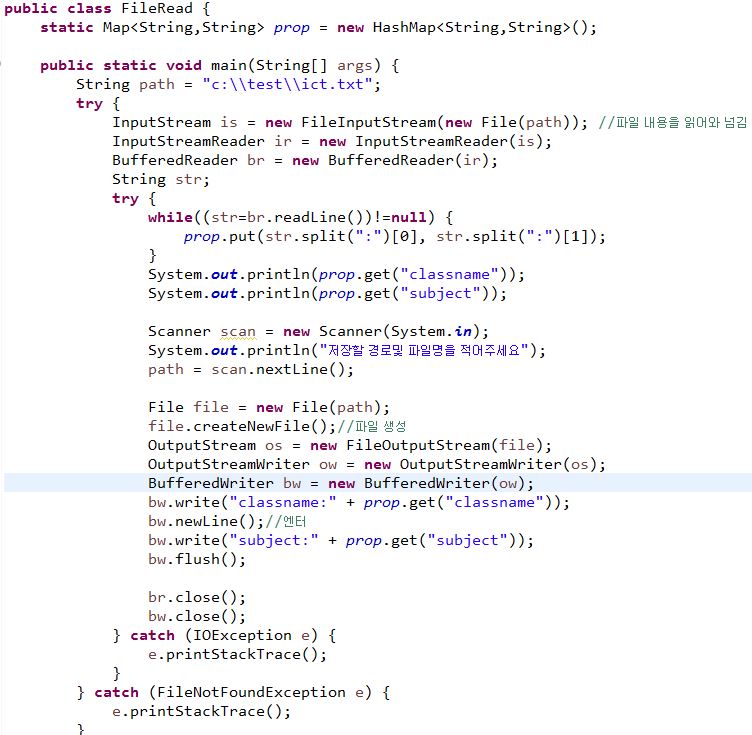 public class FileRead {
    static Map<String,String> prop = new HashMap<String,String>();

    public static void main(String[] args) {
        String path = "c:\\test\\ict.txt";
        try {
            InputStream is = new FileInputStream(new File(path)); //파일 내용을 읽어와 넘김
            InputStreamReader ir = new InputStreamReader(is);
            BufferedReader br = new BufferedReader(ir);
            String str;
            try {
                while((str=br.readLine())!=null) {
                    prop.put(str.split(":")[0], str.split(":")[1]);
                }
                System.out.println(prop.get("classname"));
                System.out.println(prop.get("subject"));

                Scanner scan = new Scanner(System.in);
                System.out.println("저장할 경로및 파일명을 적어주세요");
                path = scan.nextLine();

                File file = new File(path);
                file.createNewFile();//파일 생성
                OutputStream os = new FileOutputStream(file);
                OutputStreamWriter ow = new OutputStreamWriter(os);
                BufferedWriter bw = new BufferedWriter(ow);
                bw.write("classname:" + prop.get("classname"));
                bw.newLine();//엔터
                bw.write("subject:" + prop.get("subject"));
                bw.flush();

                br.close();
                bw.close();
            } catch (IOException e) {
                e.printStackTrace();
            }
        } catch (FileNotFoundException e) {
            e.printStackTrace();
        }